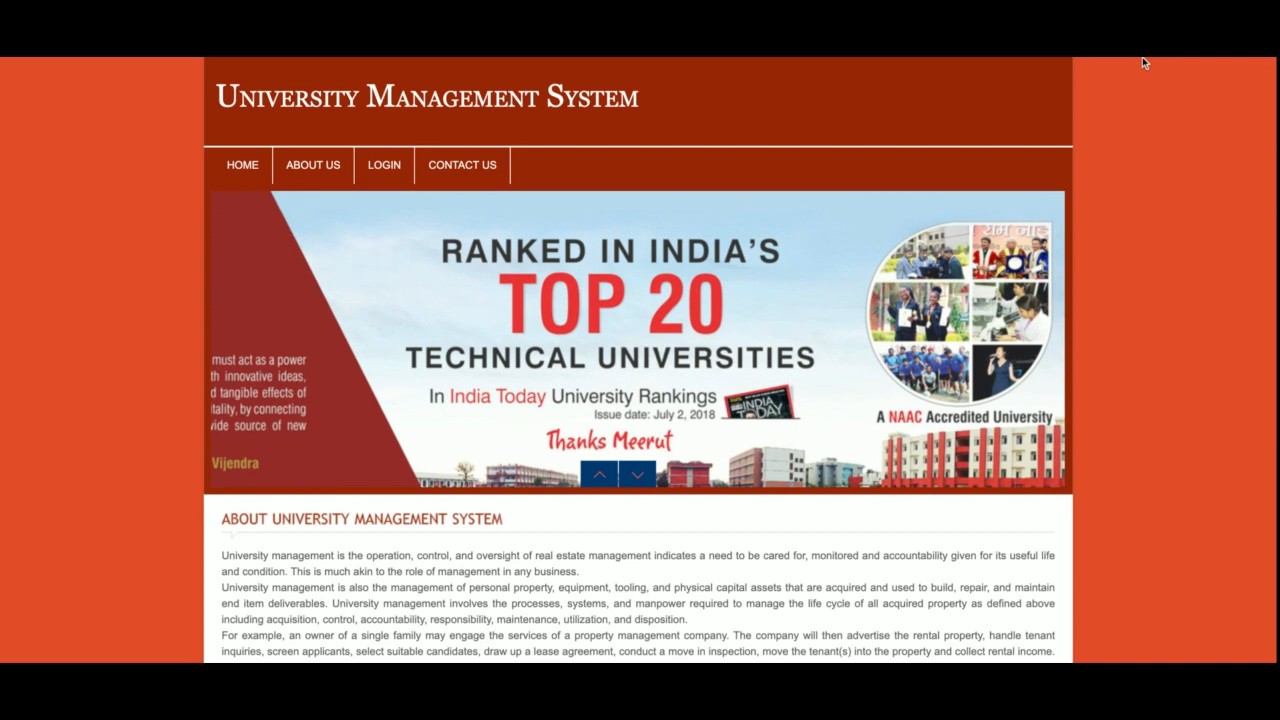 University Management System
HOME
ABOUT US
LOGIN
CONTACT US
RANKED IN INDIA'S
TOP 20
TECHNICAL UNIVERSITIES
In India Today University Rankings
Issue date: July 2, 2018
INDIA
TODAY
Thanks Meerut
must act as a power
th innovative ideas,
d tangible effects of
tality, by connecting
vide source of new
Vijendra
A NAAC Accredited University
ABOUT UNIVERSITY MANAGEMENT SYSTEM
University management is the operation, control, and oversight of real estate management indicates a need to be cared for, monitored and accountability given for its useful life
and condition. This is much akin to the role of management in any business.
University management is also the management of personal property, equipment, tooling, and physical capital assets that are acquired and used to build, repair, and maintain
end item deliverables. University management involves the processes, systems, and manpower required to manage the life cycle of all acquired property as defined above
including acquisition, control, accountability, responsibility, maintenance, utilization, and disposition.
For example, an owner of a single family may engage the services of a property management company. The company will then advertise the rental property, handle tenant
inquiries, screen applicants, select suitable candidates, draw up a lease agreement, conduct a move in inspection, move the tenant(s) into the property and collect rental income.